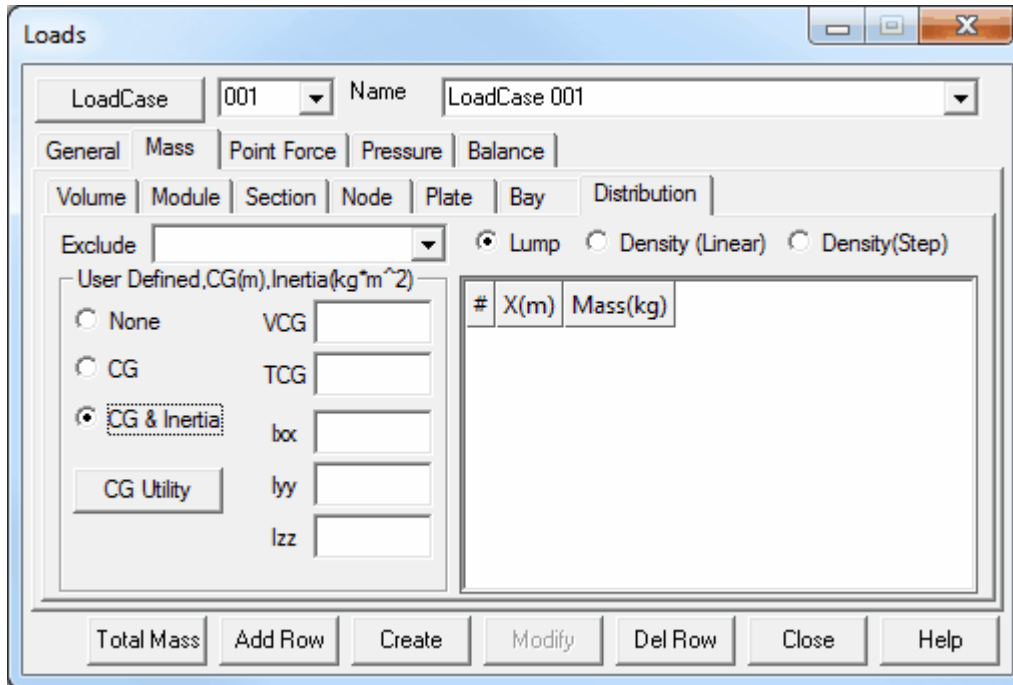 Loads
LoadCase 001 Name LoadCase 001
General Mass Point Force Pressure Balance
Volume Module Section Node Plate Bay Distribution
Exclude Lump Density (Linear) Density(Step)
User Defined,CG(m),Inertia(kg*m^2)
# X(m) Mass(kg)
None VCG
CG TCG
CG & Inertia Ixx
CG Utility Iyy
Izz
Total Mass Add Row Create Modify Del Row Close Help